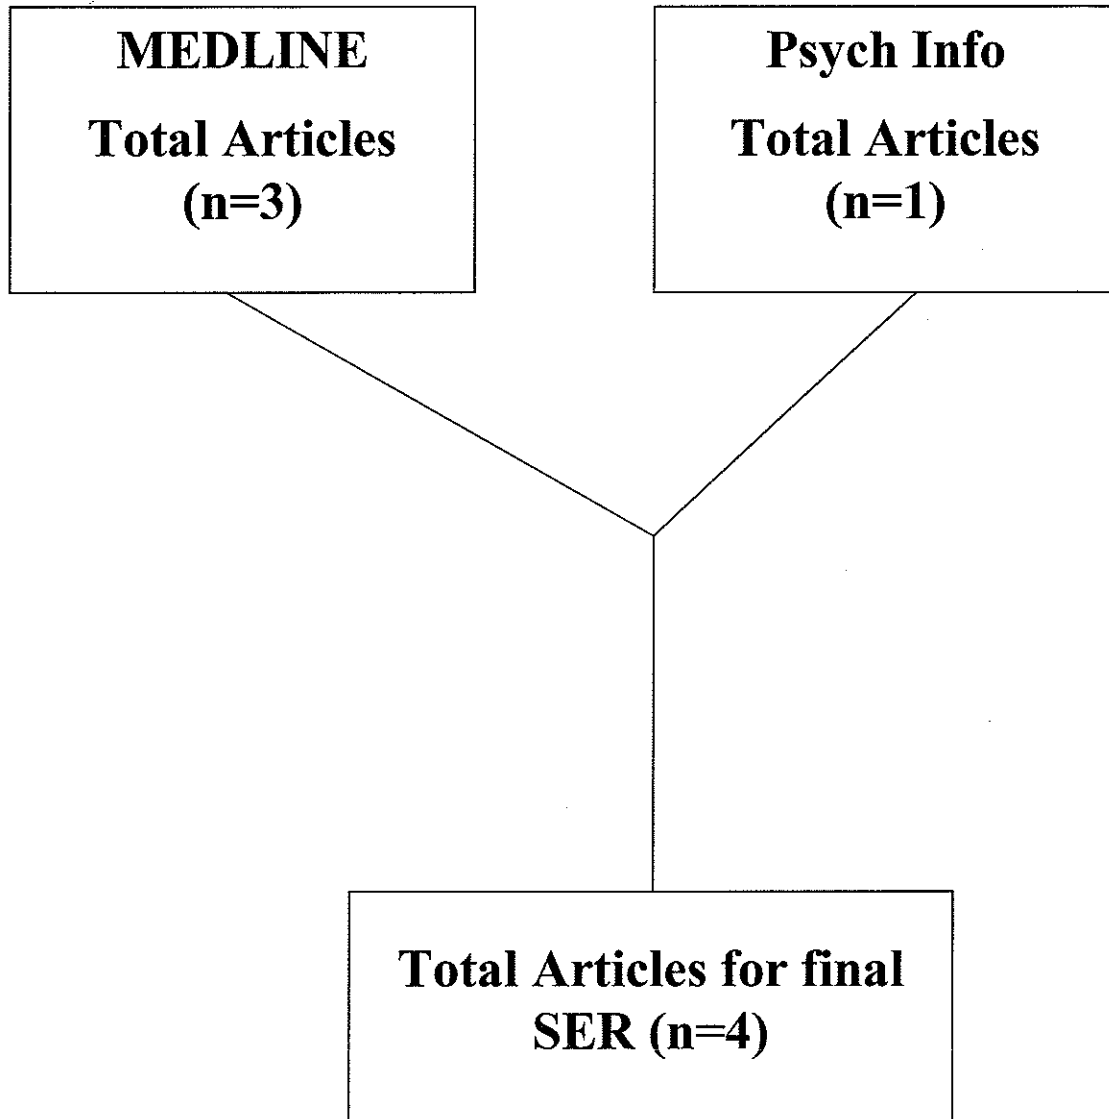 MEDLINE
Total Articles
(n=3)
Psych Info
Total Articles
(n=1)
Total Articles for final
SER (n=4)